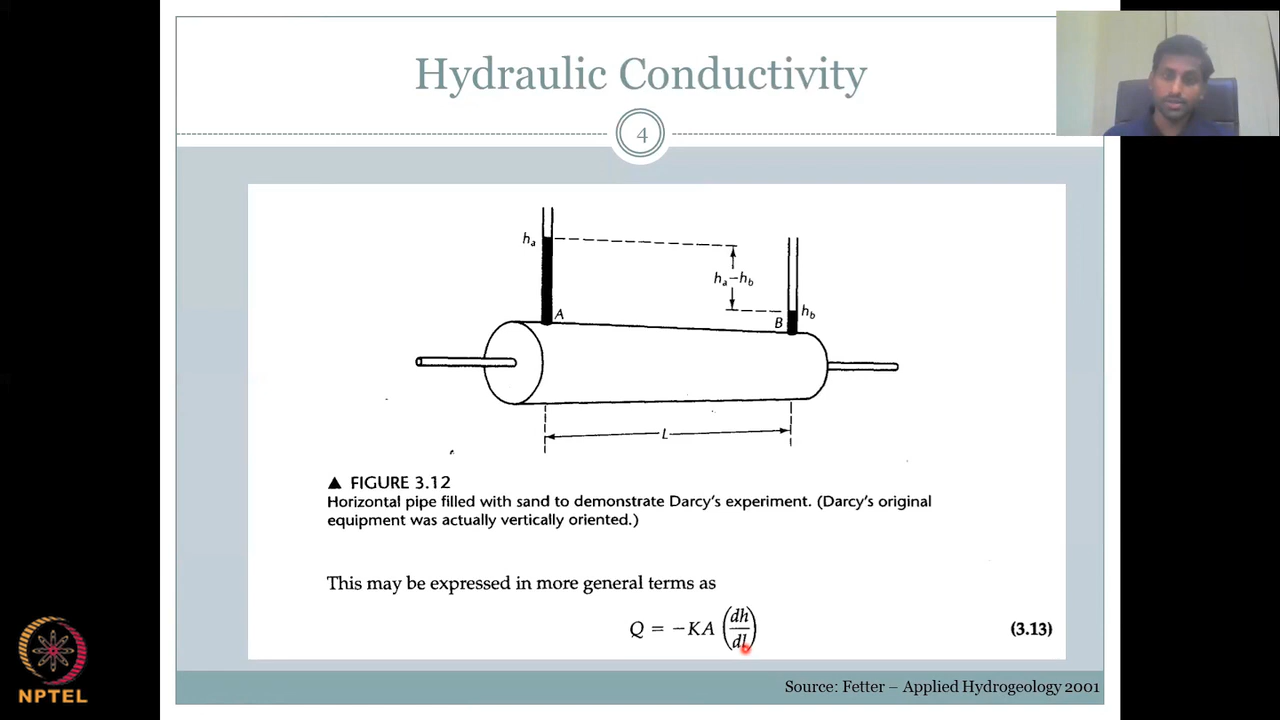 Hydraulic Conductivity
4
hₐ
hₐ–h_b
A
B
h_b
L
▲ FIGURE 3.12
Horizontal pipe filled with sand to demonstrate Darcy's experiment. (Darcy's original
equipment was actually vertically oriented.)
This may be expressed in more general terms as
Q = −KA (dh/dl) (3.13)
Source: Fetter – Applied Hydrogeology 2001
NPTEL